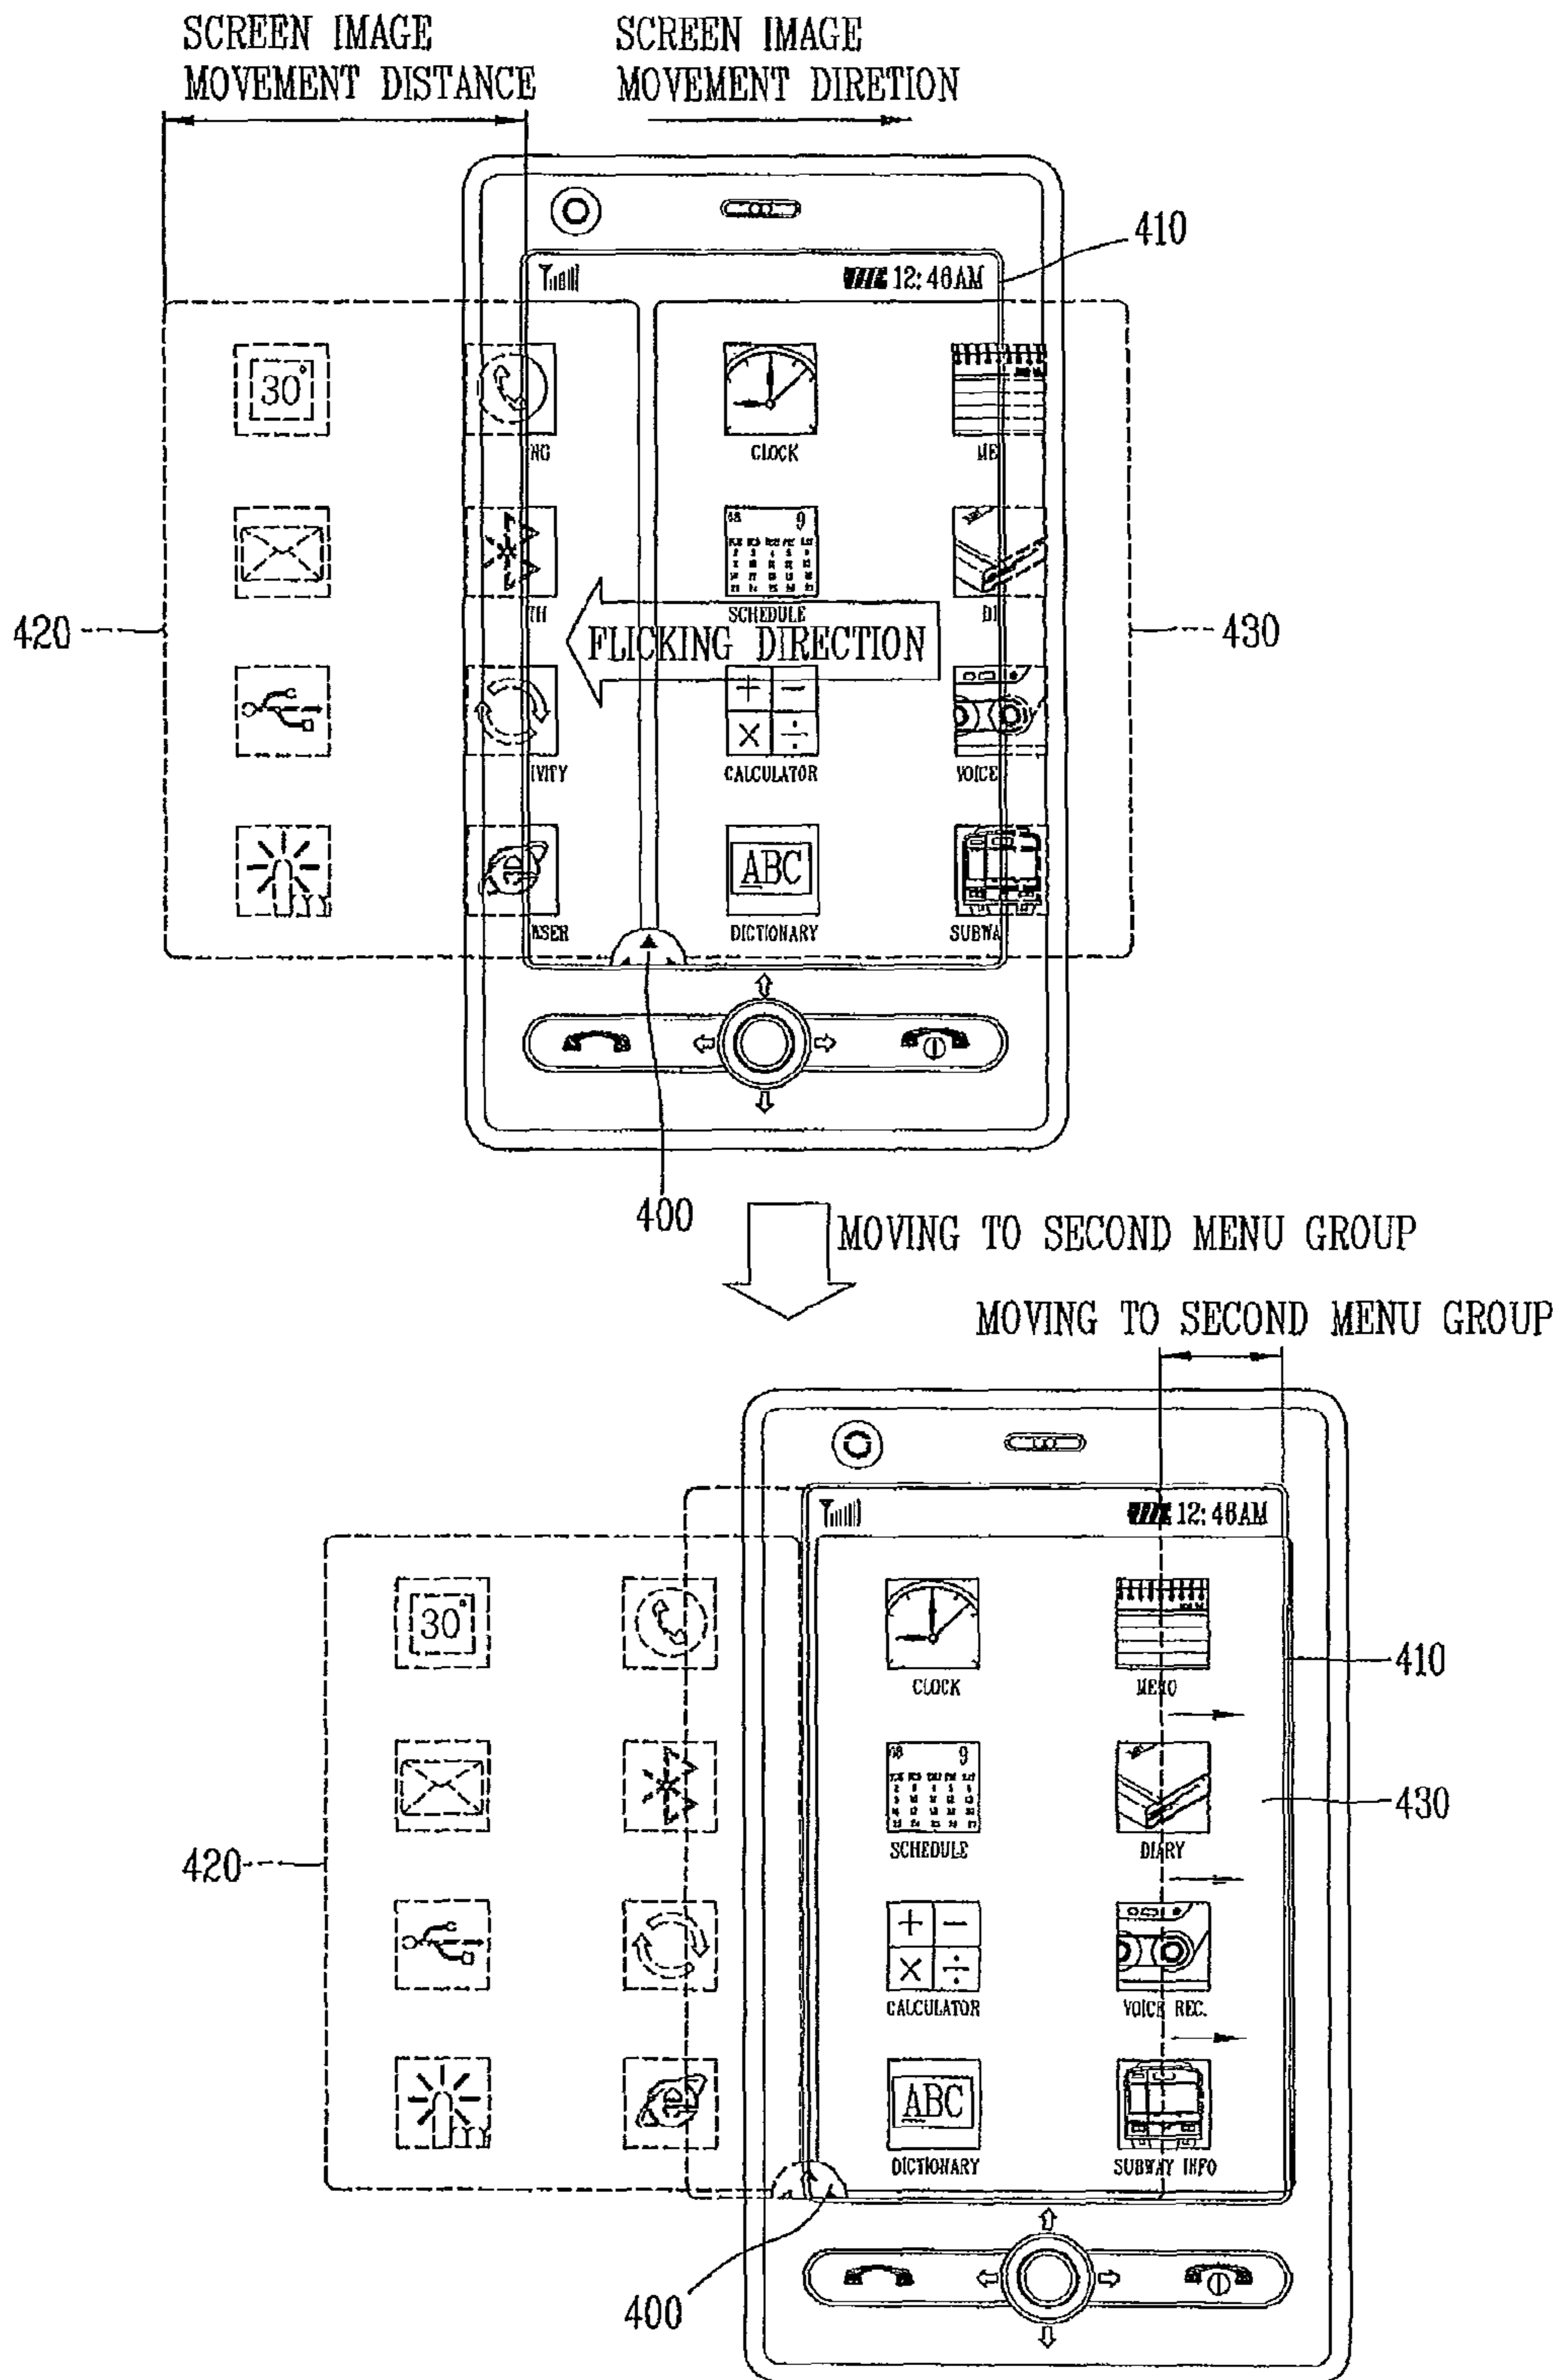 SCREEN IMAGE
MOVEMENT DISTANCE
SCREEN IMAGE
MOVEMENT DIRETION
410
12:46AM
30°
NG
CLOCK
ME
9
TH
SCHEDULE
DI
420
FLICKING DIRECTION
430
IVITY
CALCULATOR
VOICE
ABC
WSER
DICTIONARY
SUBWA
400
MOVING TO SECOND MENU GROUP
MOVING TO SECOND MENU GROUP
12:46AM
30°
CLOCK
MEMO
410
9
430
SCHEDULE
DIARY
420
CALCULATOR
VOICE REC.
ABC
DICTIONARY
SUBWAY INFO
400